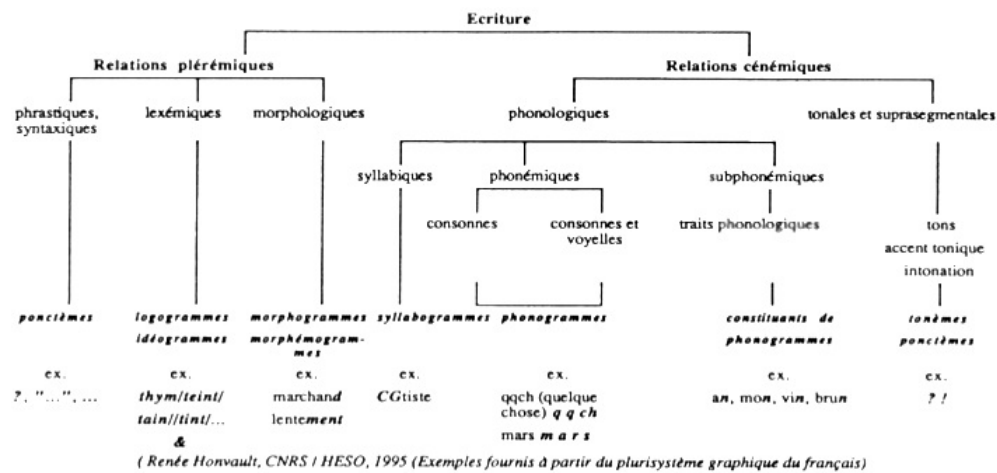 Ecriture
Relations plérémiques Relations cénémiques
phrastiques, lexémiques morphologiques phonologiques tonales et suprasegmentales
syntaxiques
syllabiques phonémiques subphonémiques
consonnes consonnes et traits phonologiques tons
voyelles accent tonique
intonation
ponctèmes logogrammes morphogrammes syllabogrammes phonogrammes constituants de tonèmes
idéogrammes morphémogram- phonogrammes ponctèmes
mes
ex. ex. ex. ex. ex. ex. ex.
?, "...", ... thym/teint/ marchand CGtiste qqch (quelque an, mon, vin, brun ? !
tain//tint/... lentement chose) q q ch
& mars m a r s
( Renée Honvault, CNRS / HESO, 1995 (Exemples fournis à partir du plurisystème graphique du français)